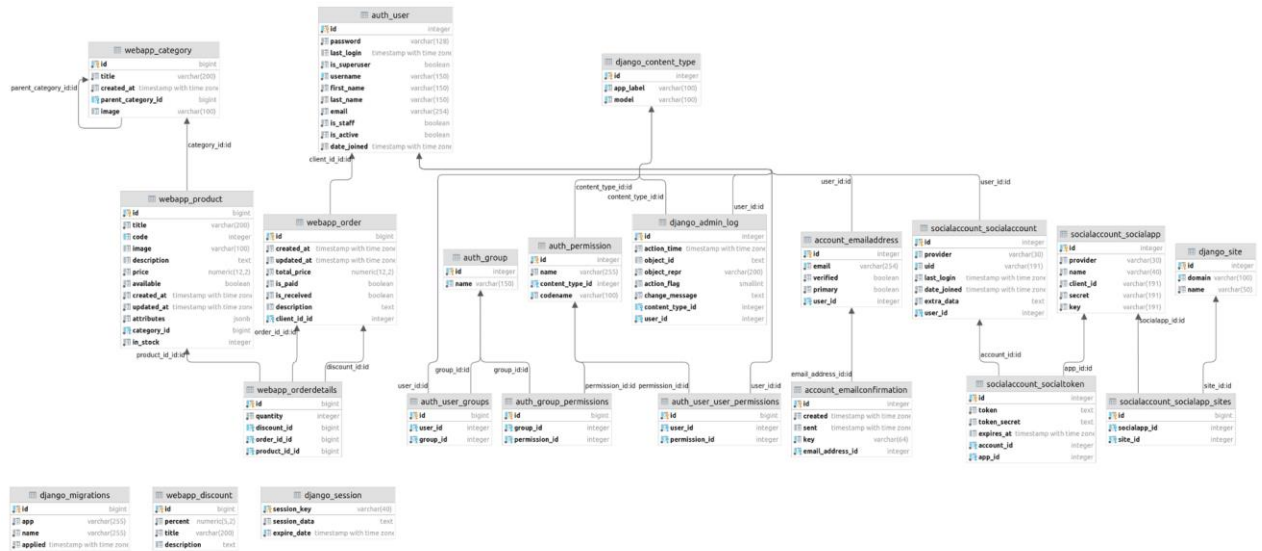 auth_user
id integer
password varchar(128)
last_login timestamp with time zone
is_superuser boolean
username varchar(150)
first_name varchar(150)
last_name varchar(150)
email varchar(254)
is_staff boolean
is_active boolean
date_joined timestamp with time zone
webapp_category
id bigint
title varchar(200)
created_at timestamp with time zone
parent_category_id bigint
image varchar(100)
parent_category_id:id
category_id:id
django_content_type
id integer
app_label varchar(100)
model varchar(100)
client_id_id:id
content_type_id:id
content_type_id:id
user_id:id
user_id:id
user_id:id
webapp_product
id bigint
title varchar(200)
code integer
image varchar(100)
description text
price numeric(12,2)
available boolean
created_at timestamp with time zone
updated_at timestamp with time zone
attributes jsonb
category_id bigint
in_stock integer
webapp_order
id bigint
created_at timestamp with time zone
updated_at timestamp with time zone
total_price numeric(12,2)
is_paid boolean
is_received boolean
description text
client_id_id integer
auth_group
id integer
name varchar(150)
auth_permission
id integer
name varchar(255)
content_type_id integer
codename varchar(100)
django_admin_log
id integer
action_time timestamp with time zone
object_id text
object_repr varchar(200)
action_flag smallint
change_message text
content_type_id integer
user_id integer
account_emailaddress
id integer
email varchar(254)
verified boolean
primary boolean
user_id integer
socialaccount_socialaccount
id integer
provider varchar(30)
uid varchar(191)
last_login timestamp with time zone
date_joined timestamp with time zone
extra_data text
user_id integer
socialaccount_socialapp
id integer
provider varchar(30)
name varchar(40)
client_id varchar(191)
secret varchar(191)
key varchar(191)
django_site
id integer
domain varchar(100)
name varchar(50)
product_id_id:id
order_id_id:id
discount_id:id
user_id:id
group_id:id
group_id:id
permission_id:id
permission_id:id
user_id:id
email_address_id:id
account_id:id
app_id:id
socialapp_id:id
site_id:id
webapp_orderdetails
id bigint
quantity integer
discount_id bigint
order_id_id bigint
product_id_id bigint
auth_user_groups
id bigint
user_id integer
group_id integer
auth_group_permissions
id bigint
group_id integer
permission_id integer
auth_user_user_permissions
id bigint
user_id integer
permission_id integer
account_emailconfirmation
id integer
created timestamp with time zone
sent timestamp with time zone
key varchar(64)
email_address_id integer
socialaccount_socialtoken
id integer
token text
token_secret text
expires_at timestamp with time zone
account_id integer
app_id integer
socialaccount_socialapp_sites
id bigint
socialapp_id integer
site_id integer
django_migrations
id bigint
app varchar(255)
name varchar(255)
applied timestamp with time zone
webapp_discount
id bigint
percent numeric(5,2)
title varchar(200)
description text
django_session
session_key varchar(40)
session_data text
expire_date timestamp with time zone